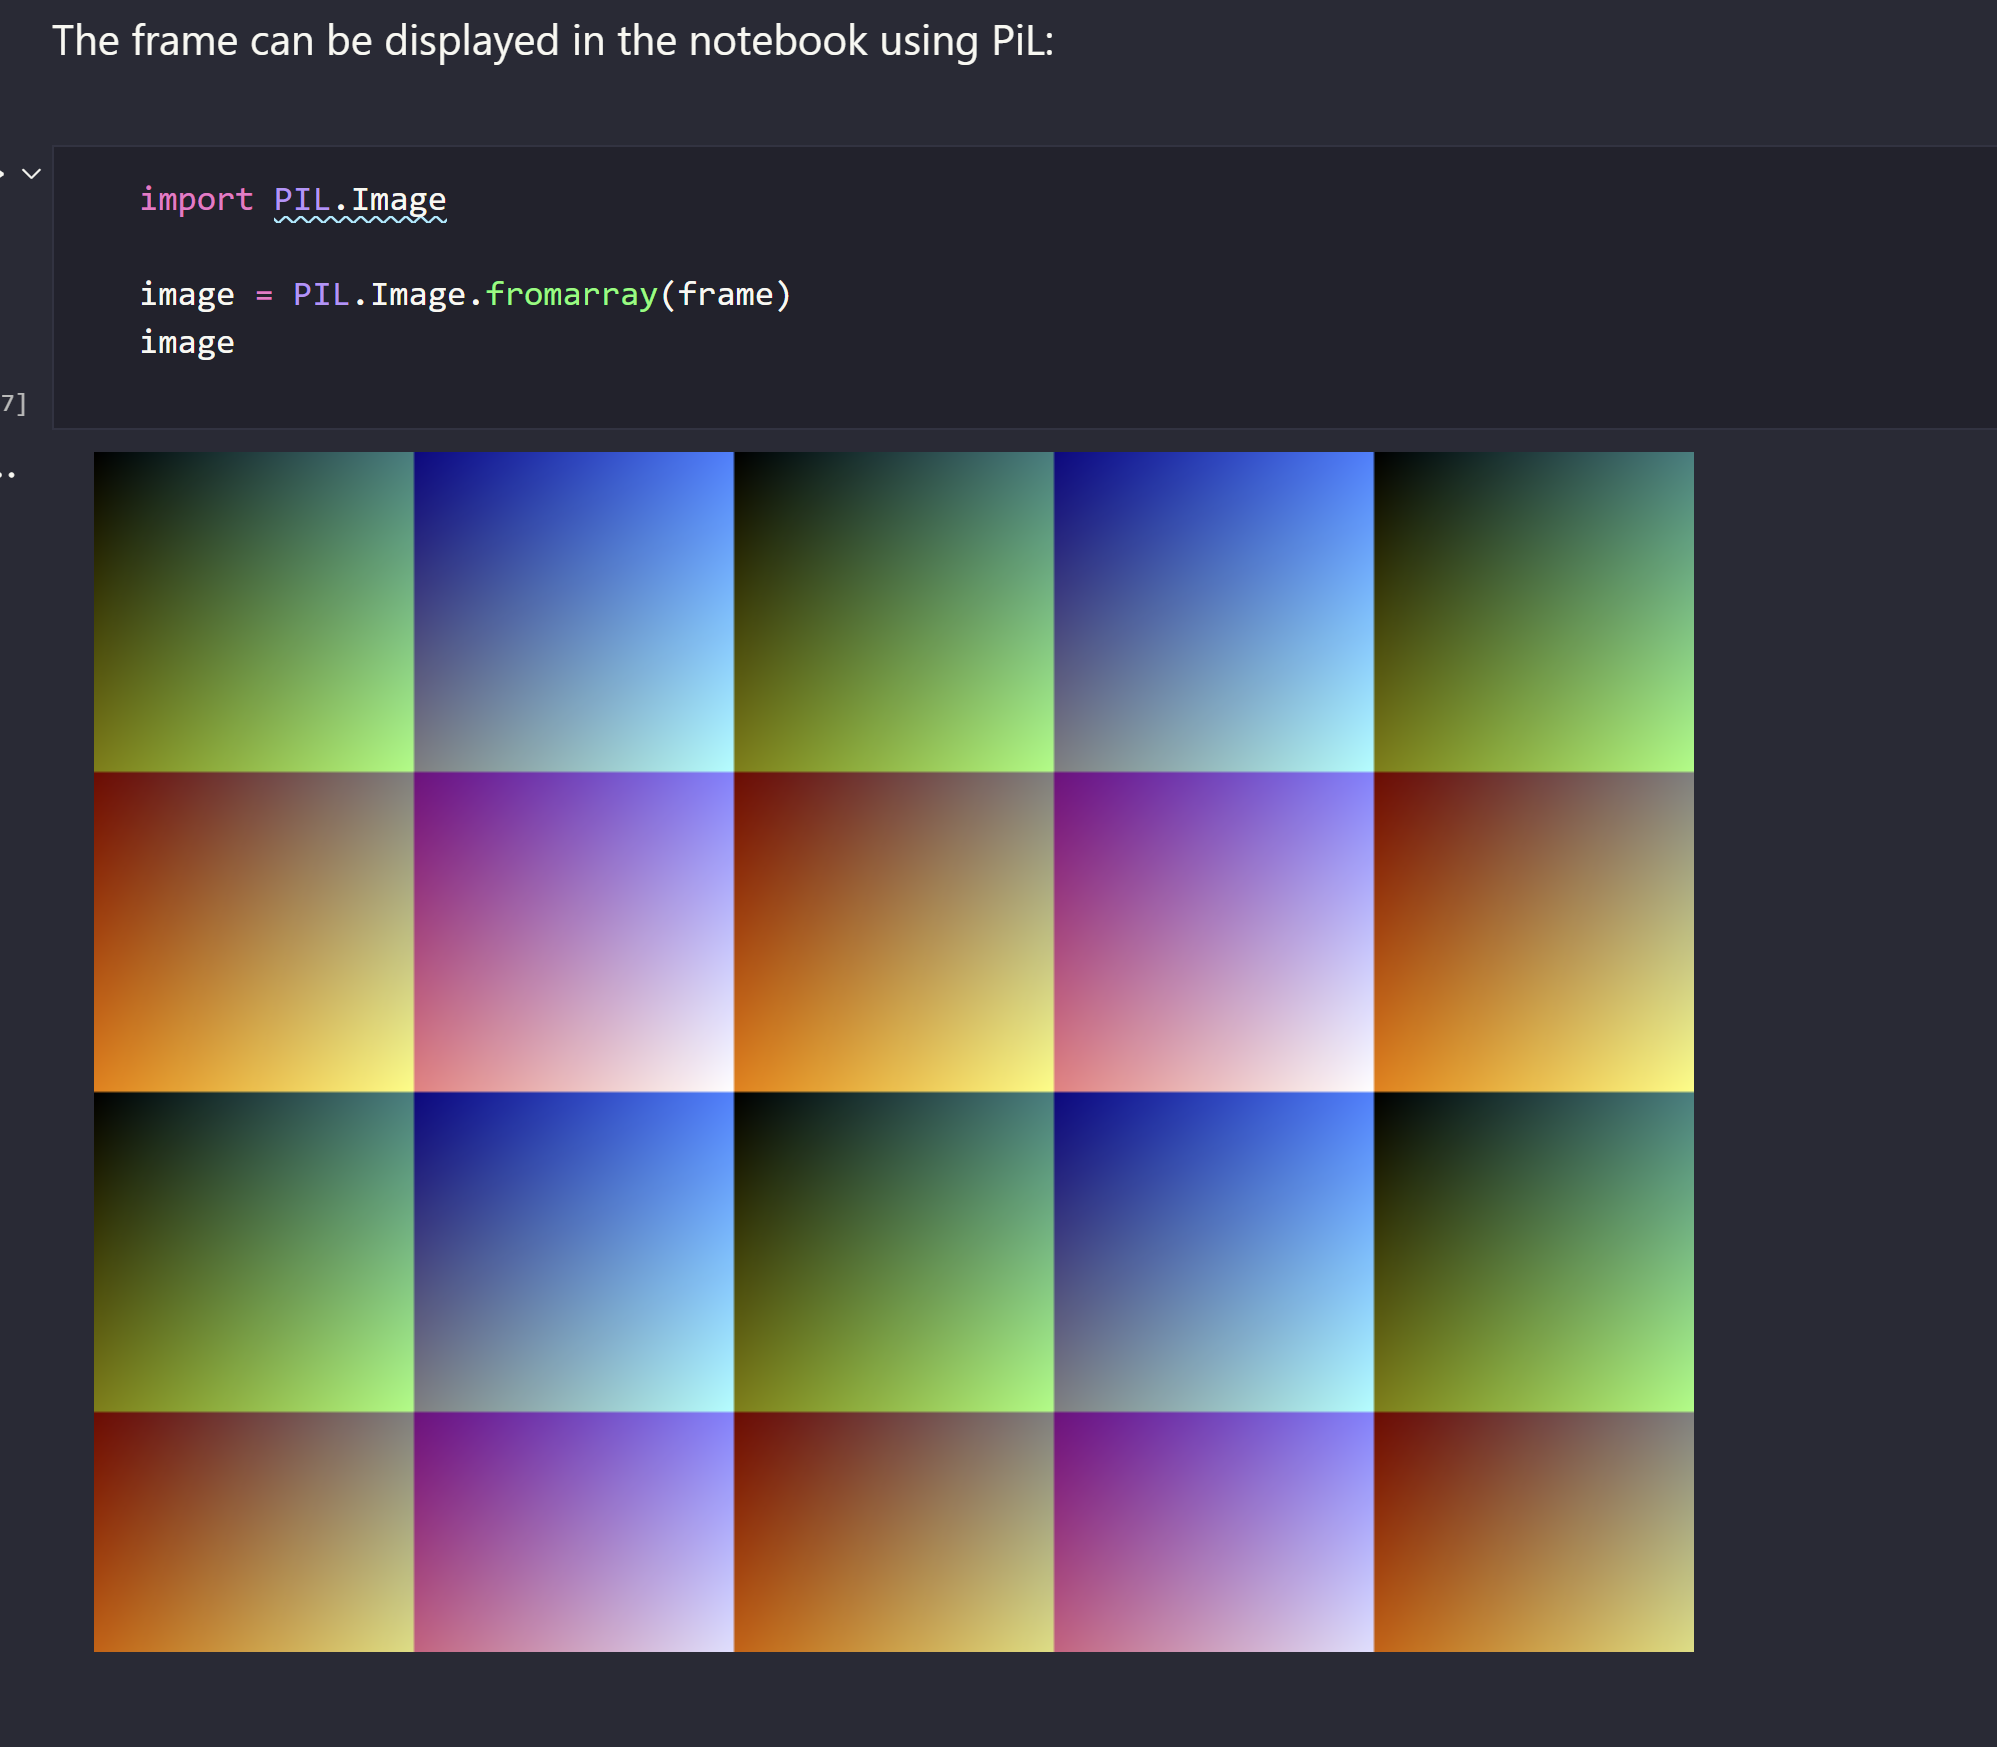 The frame can be displayed in the notebook using PiL:
import PIL.Image
image = PIL.Image.fromarray(frame)
image
7]